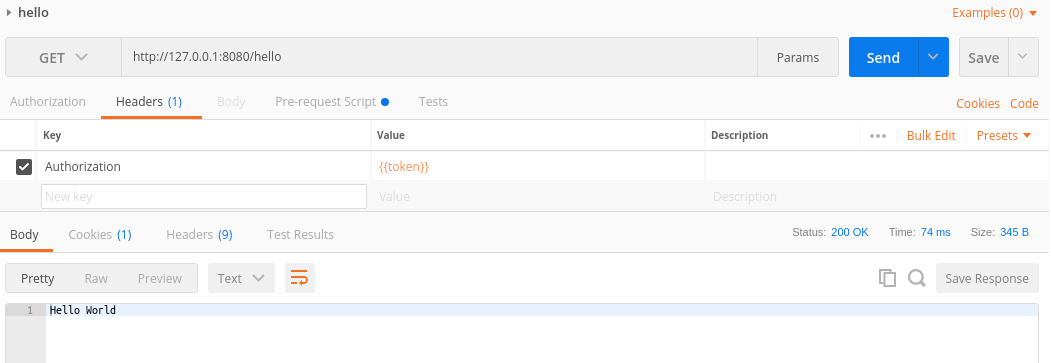 hello Examples (0)
GET http://127.0.0.1:8080/hello Params Send Save
Authorization Headers (1) Body Pre-request Script Tests Cookies Code
Key Value Description Bulk Edit Presets
Authorization {{token}}
New key Value Description
Body Cookies (1) Headers (9) Test Results Status: 200 OK Time: 74 ms Size: 345 B
Pretty Raw Preview Text Save Response
1 Hello World